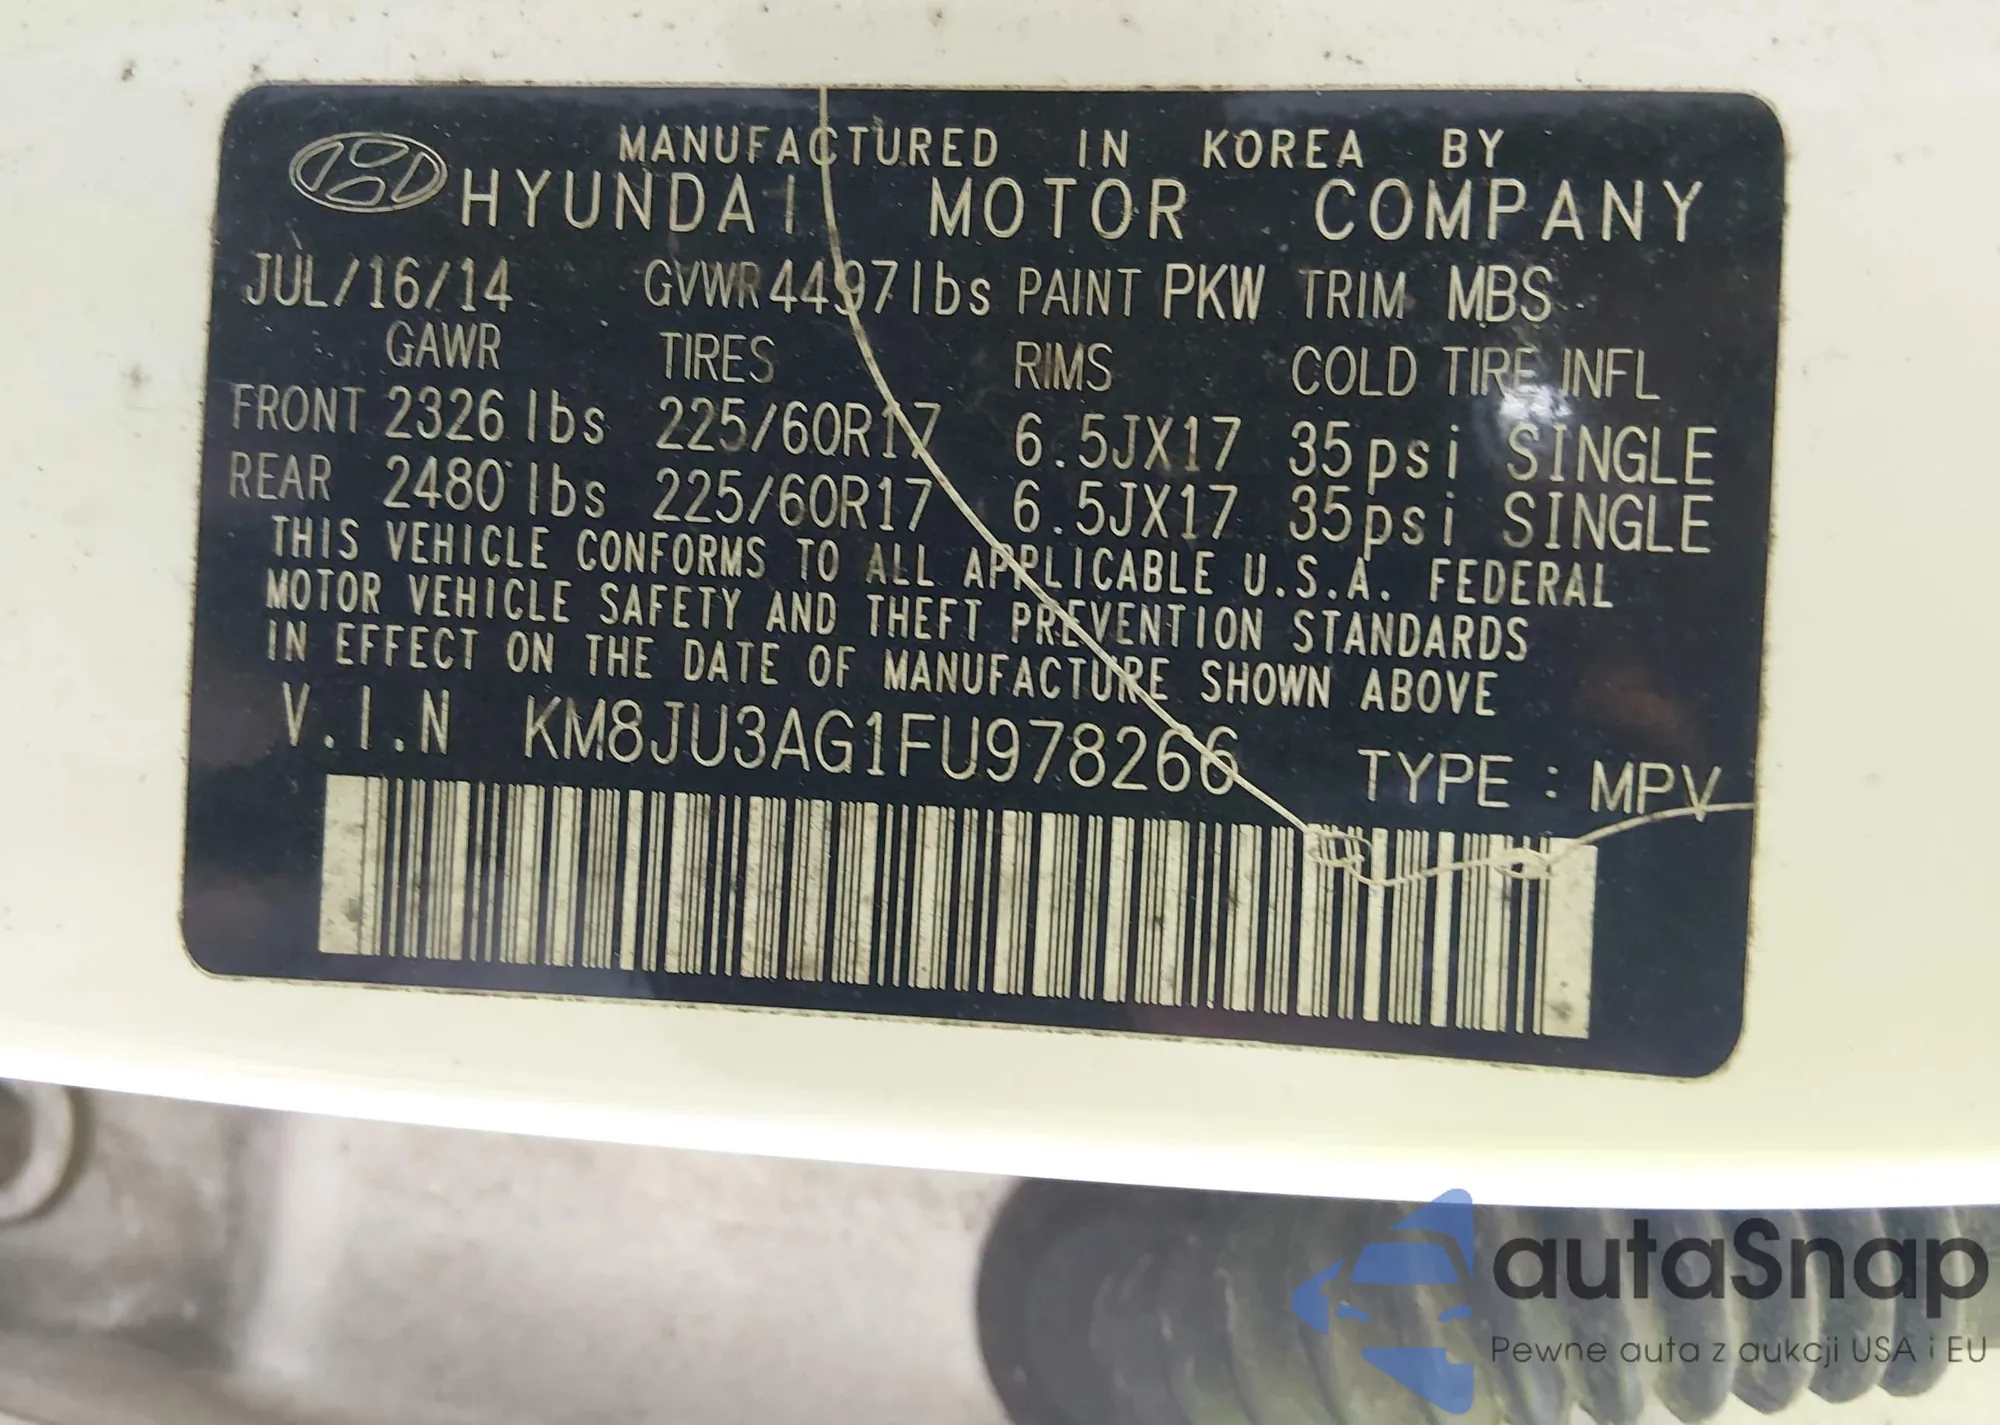 MANUFACTURED IN KOREA BY
HYUNDAI MOTOR COMPANY
JUL/16/14 GVWR 4497lbs PAINT PKW TRIM MBS
GAWR TIRES RIMS COLD TIRE INFL
FRONT 2326 lbs 225/60R17 6.5JX17 35psi SINGLE
REAR 2480 lbs 225/60R17 6.5JX17 35psi SINGLE
THIS VEHICLE CONFORMS TO ALL APPLICABLE U.S.A. FEDERAL
MOTOR VEHICLE SAFETY AND THEFT PREVENTION STANDARDS
IN EFFECT ON THE DATE OF MANUFACTURE SHOWN ABOVE
V.I.N KM8JU3AG1FU978266 TYPE : MPV
autaSnap
Pewne auta z aukcji USA i EU